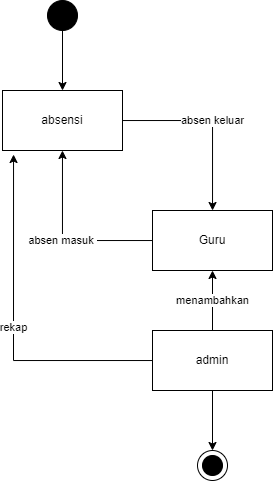 absensi
absen keluar
absen masuk
Guru
menambahkan
rekap
admin